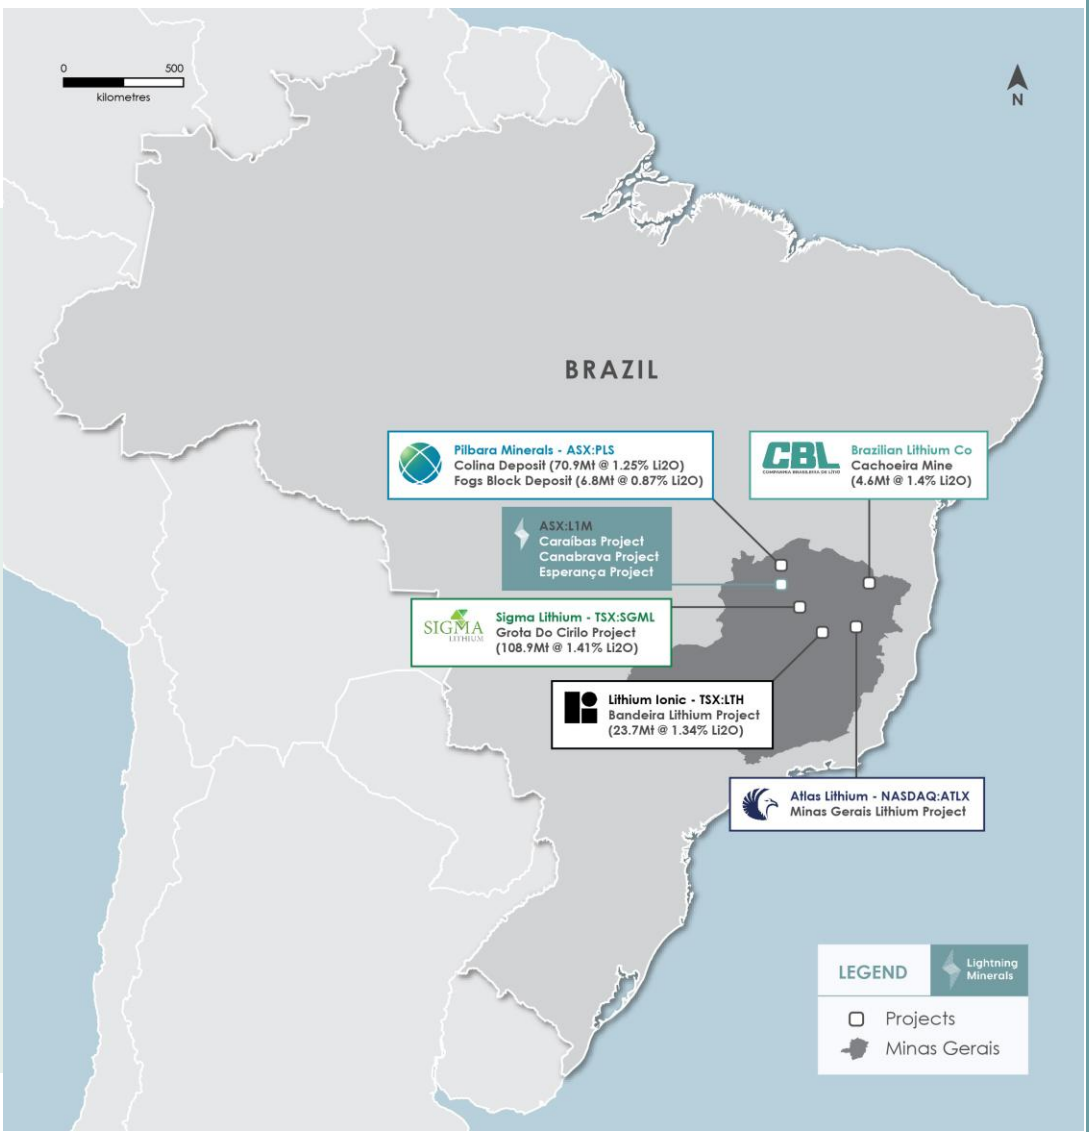 0 500
kilometres
N
BRAZIL
Pilbara Minerals - ASX:PLS
Colina Deposit (70.9Mt @ 1.25% Li2O)
Fogs Block Deposit (6.8Mt @ 0.87% Li2O)
CBL
COMPANHIA BRASILEIRA DE LÍTIO
Brazilian Lithium Co
Cachoeira Mine
(4.6Mt @ 1.4% Li2O)
ASX:L1M
Caraíbas Project
Canabrava Project
Esperança Project
SIGMA
LITHIUM
Sigma Lithium - TSX:SGML
Grota Do Cirilo Project
(108.9Mt @ 1.41% Li2O)
Lithium Ionic - TSX:LTH
Bandeira Lithium Project
(23.7Mt @ 1.34% Li2O)
Atlas Lithium - NASDAQ:ATLX
Minas Gerais Lithium Project
LEGEND
Lightning
Minerals
Projects
Minas Gerais